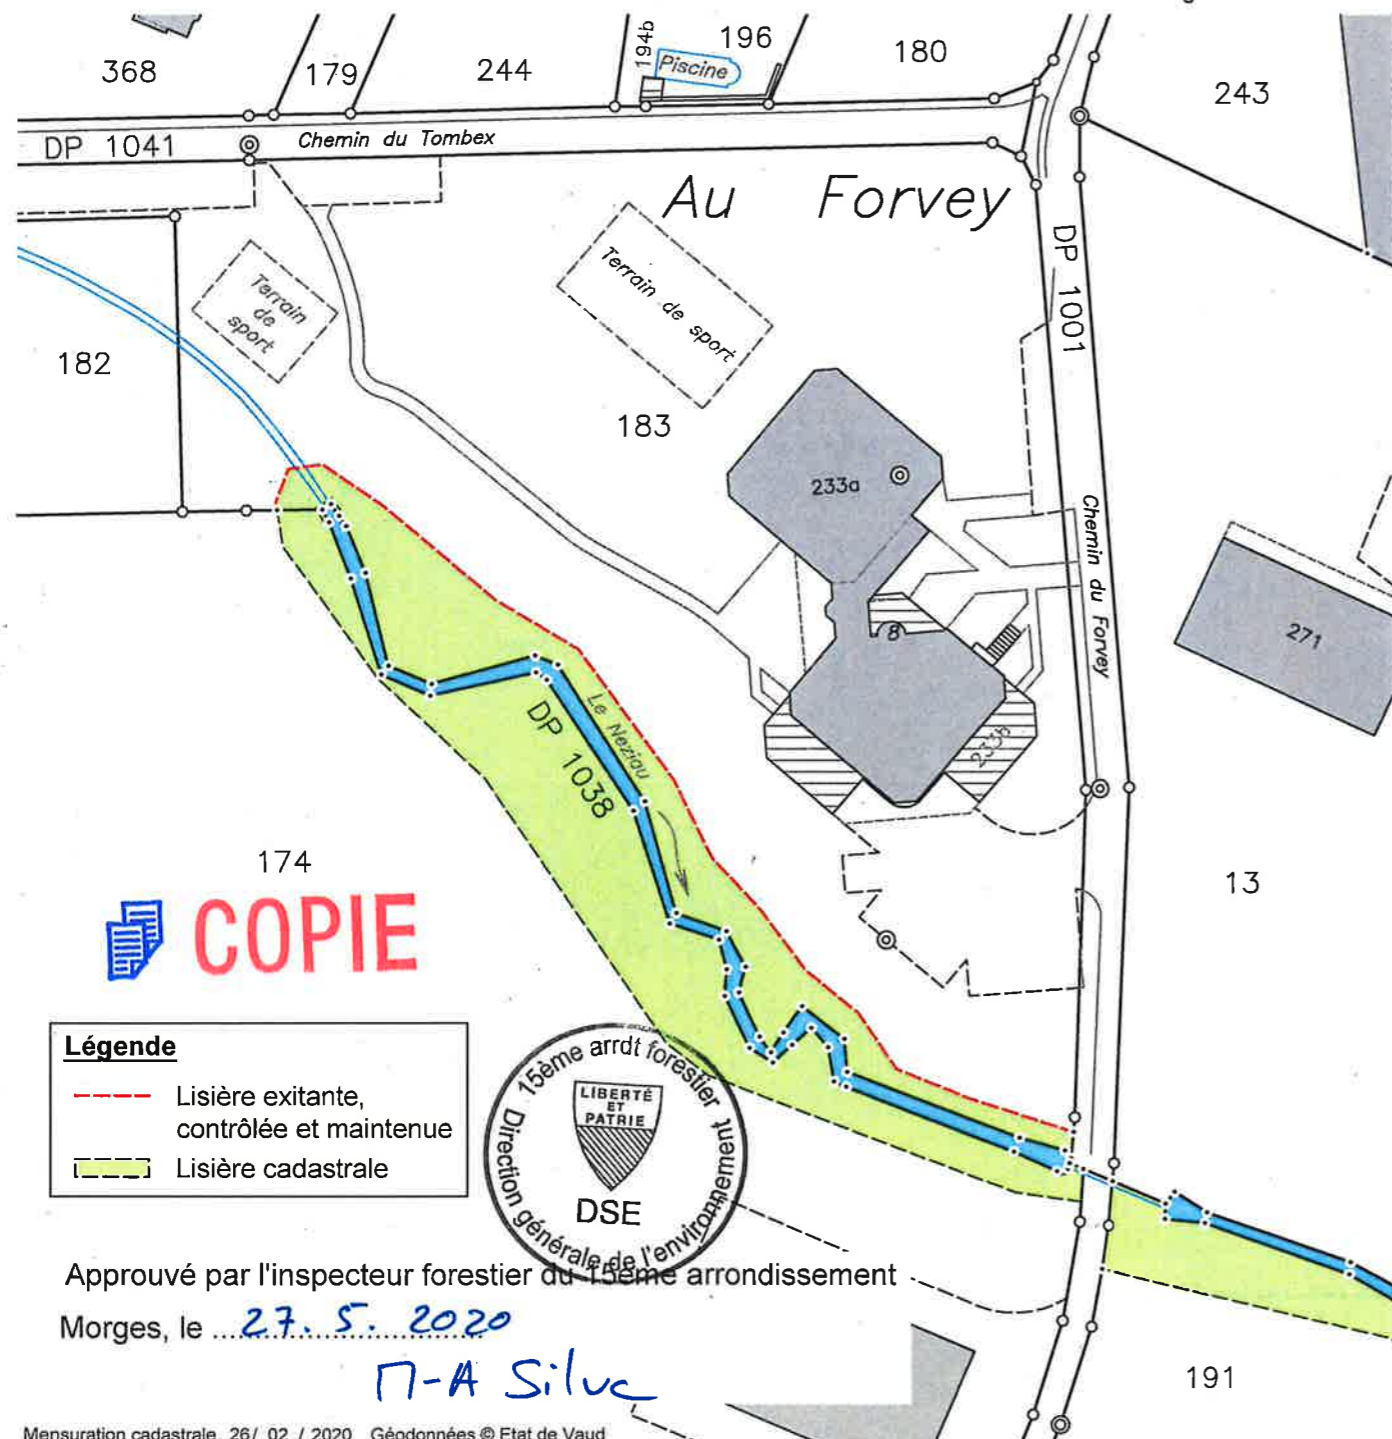 368
179
244
194b
Piscine
196
180
243
DP 1041
Chemin du Tombex
Au Forvey
DP 1001
Terrain
de
sport
Terrain de sport
182
183
233a
Chemin du Forvey
271
8
233b
Le Neziau
DP 1038
174
13
COPIE
Légende
Lisière exitante,
contrôlée et maintenue
Lisière cadastrale
15ème arrdt forestier
Direction générale de l'environnement
LIBERTÉ
ET
PATRIE
DSE
Approuvé par l'inspecteur forestier du 15ème arrondissement
Morges, le 27. 5. 2020
M-A Silva
191
Mensuration cadastrale, 26/ 02 / 2020 Géodonnées © Etat de Vaud